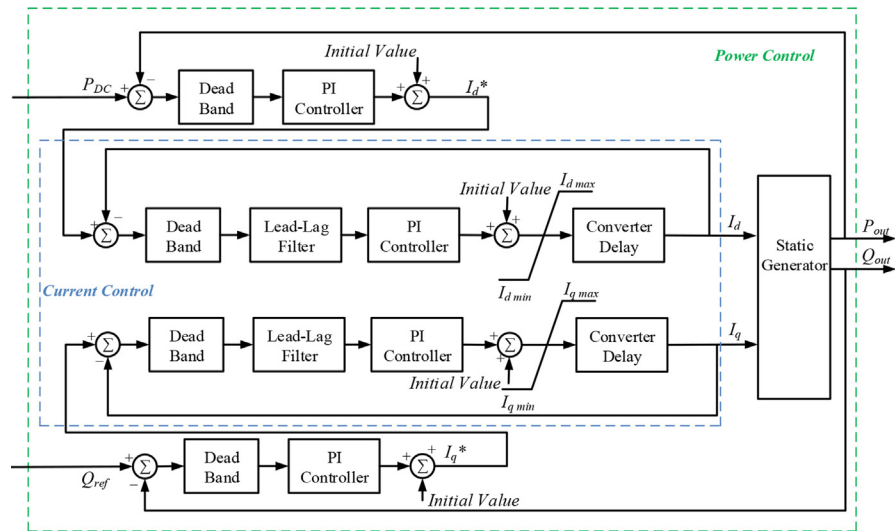 Initial Value
Power Control
P_DC
+
−
Σ
Dead
Band
PI
Controller
+
+
Σ
I_d*
Initial Value
I_d max
+
−
Σ
Dead
Band
Lead-Lag
Filter
PI
Controller
+
+
Σ
Converter
Delay
I_d
I_d min
Static
Generator
P_out
Q_out
Current Control
I_q max
+
−
Σ
Dead
Band
Lead-Lag
Filter
PI
Controller
+
+
Σ
Converter
Delay
I_q
Initial Value
I_q min
Q_ref
+
−
Σ
Dead
Band
PI
Controller
+
+
Σ
I_q*
Initial Value